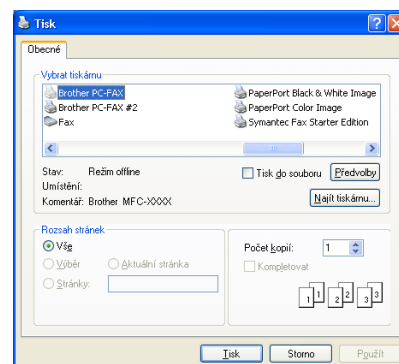 Tisk
Obecné
Vybrat tiskárnu
Brother PC-FAX
Brother PC-FAX #2
Fax
PaperPort Black & White Image
PaperPort Color Image
Symantec Fax Starter Edition
Stav: Režim offline
Umístění:
Komentář: Brother MFC-XXXX
Tisk do souboru
Předvolby
Najít tiskárnu...
Rozsah stránek
Vše
Výběr
Aktuální stránka
Stránky:
Počet kopií: 1
Kompletovat
1 1 2 2 3 3
Tisk
Storno
Použít